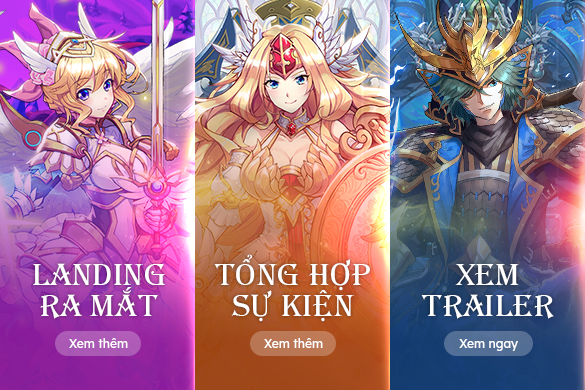 LANDING
RA MẮT
Xem thêm
TỔNG HỢP
SỰ KIỆN
Xem thêm
XEM
TRAILER
Xem ngay